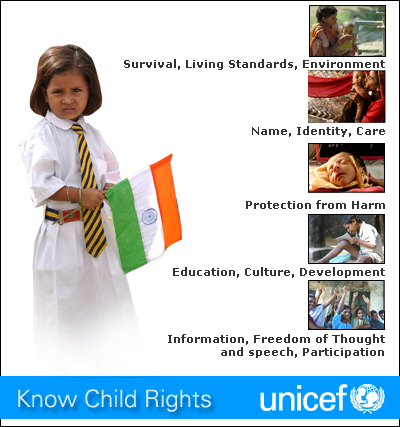 Survival, Living Standards, Environment
Name, Identity, Care
Protection from Harm
Education, Culture, Development
Information, Freedom of Thought
and speech, Participation
Know Child Rights
unicef